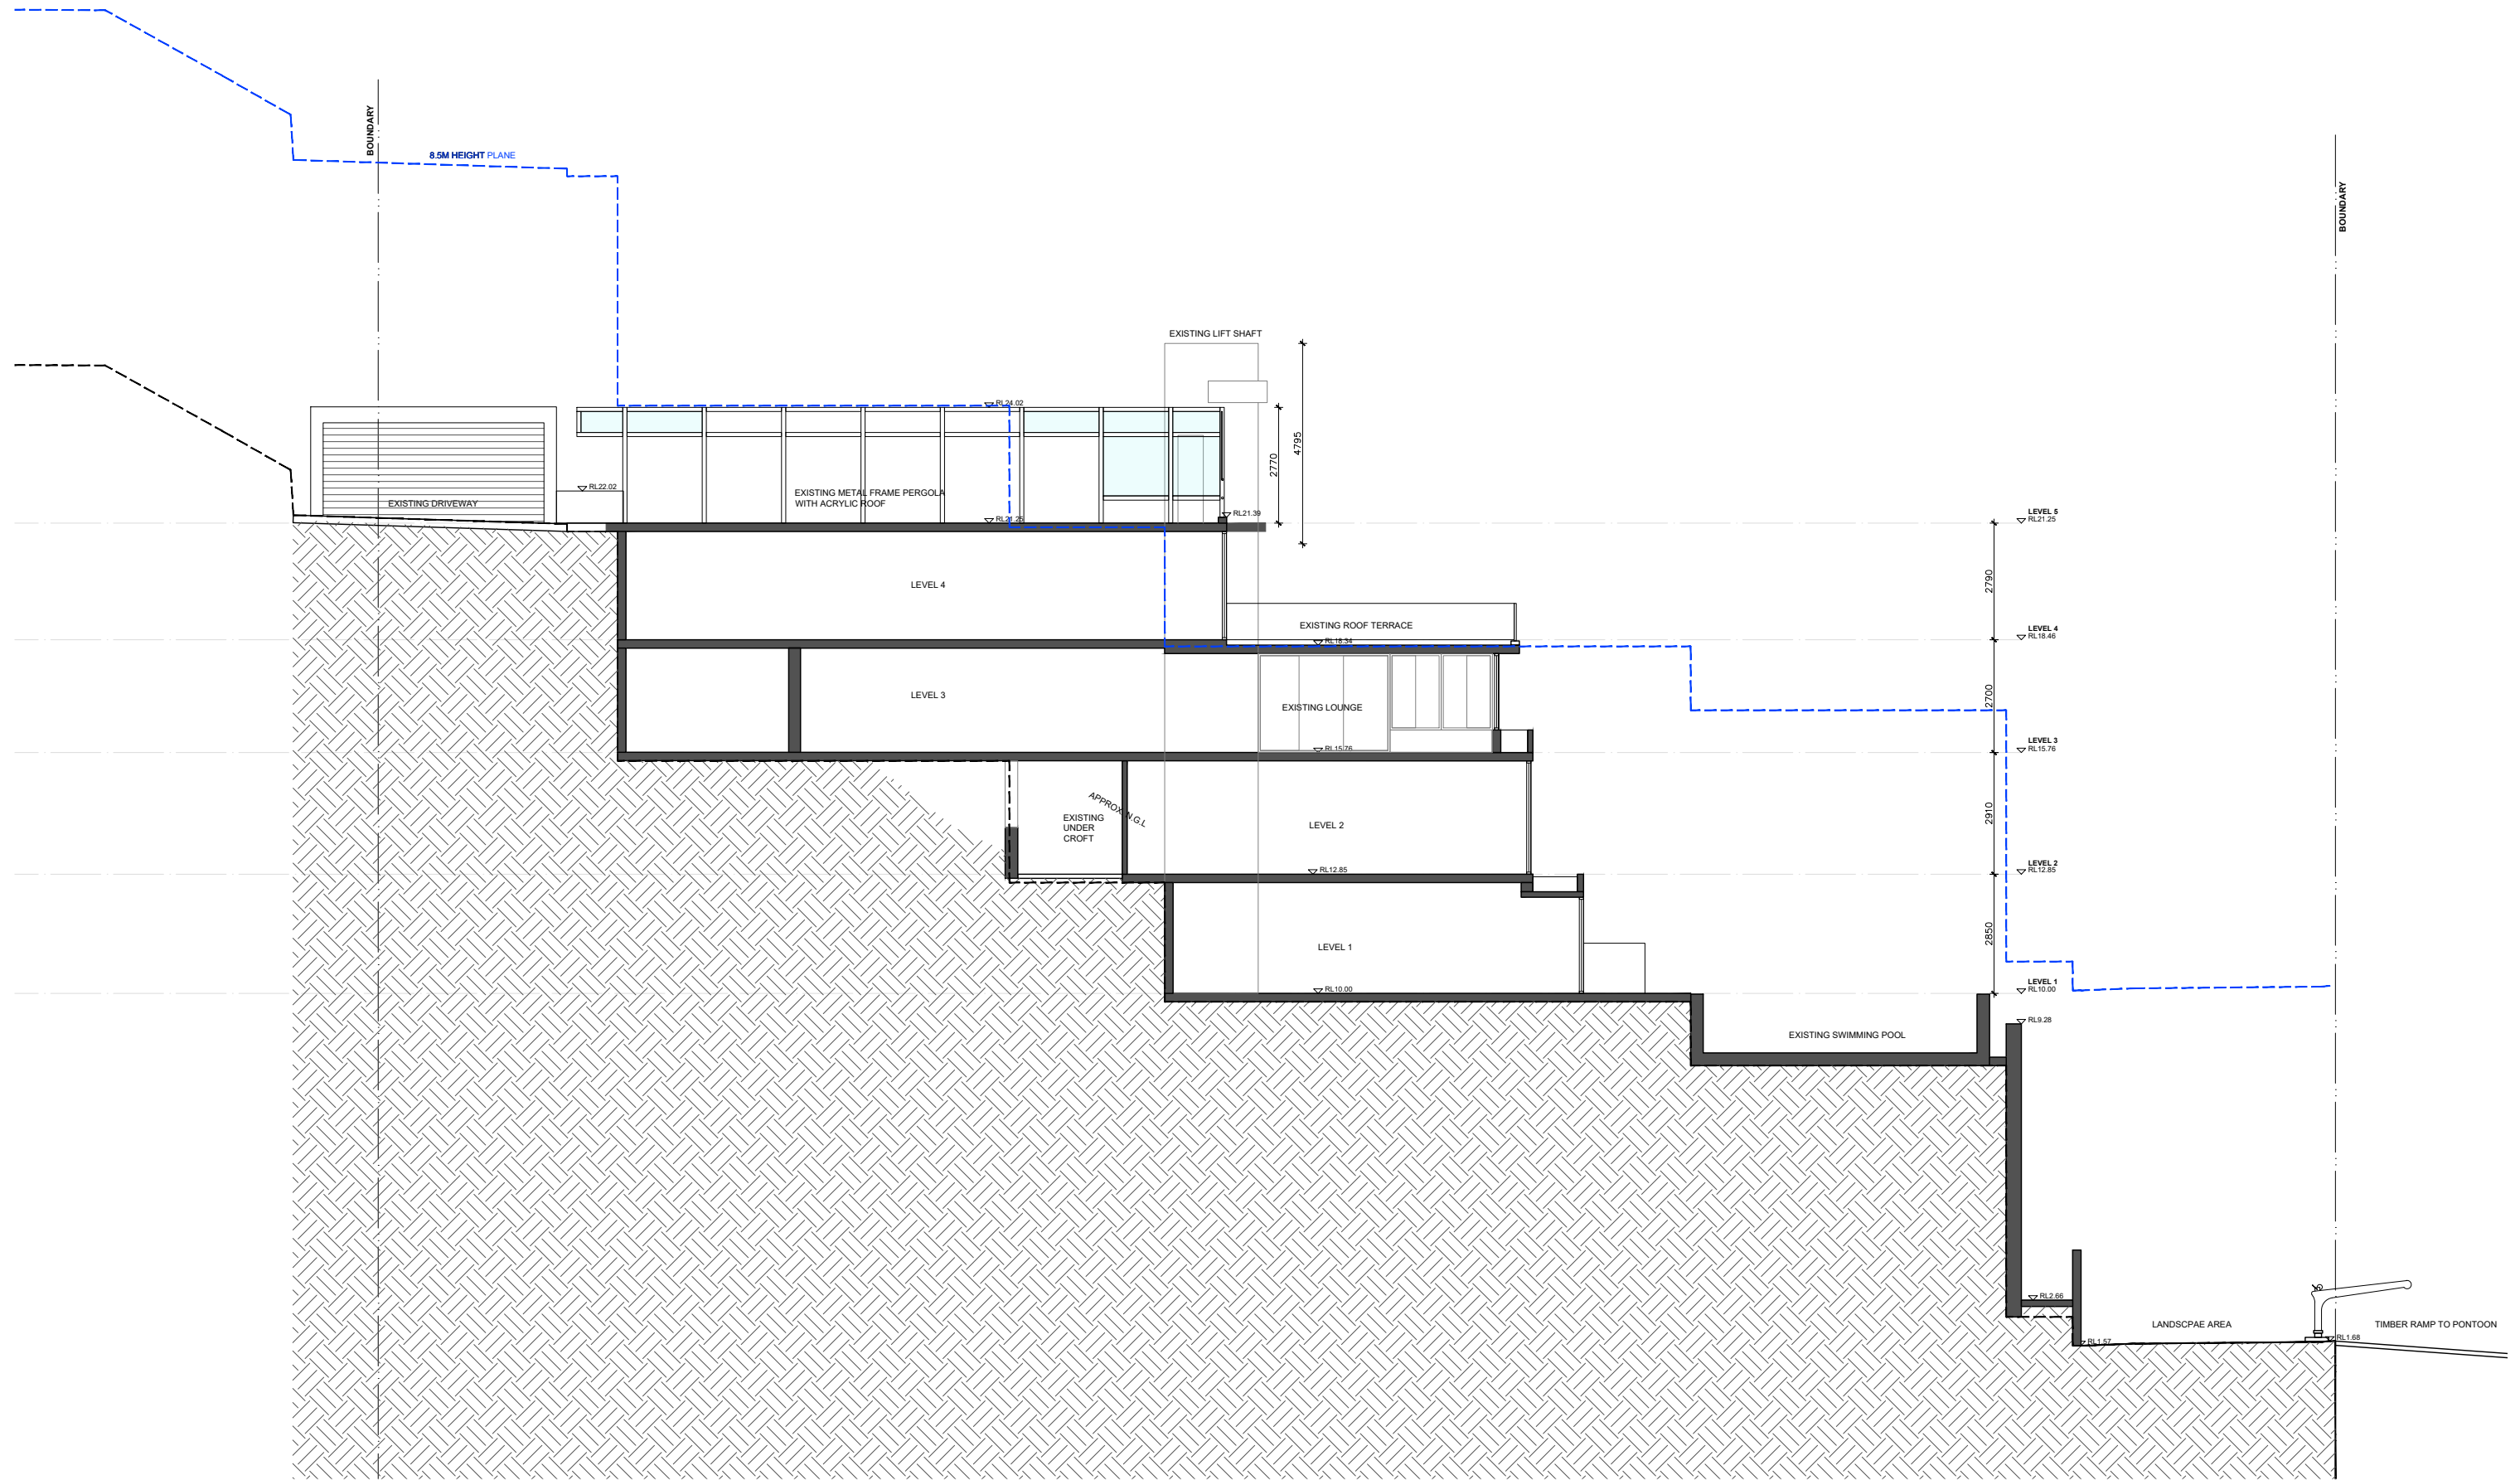 BOUNDARY
8.5M HEIGHT PLANE
BOUNDARY
EXISTING LIFT SHAFT
RL24.02
4795
2770
RL22.02
EXISTING DRIVEWAY
EXISTING METAL FRAME PERGOLA
WITH ACRYLIC ROOF
RL21.25
RL21.39
LEVEL 5
RL21.25
LEVEL 4
2790
EXISTING ROOF TERRACE
RL18.34
LEVEL 4
RL18.46
LEVEL 3
2700
EXISTING LOUNGE
RL15.76
LEVEL 3
RL15.76
APPROX. N.G.L
EXISTING
UNDER
CROFT
LEVEL 2
2910
RL12.85
LEVEL 2
RL12.85
LEVEL 1
2850
RL10.00
LEVEL 1
RL10.00
RL9.28
EXISTING SWIMMING POOL
RL2.66
LANDSCPAE AREA
TIMBER RAMP TO PONTOON
RL1.57
RL1.68